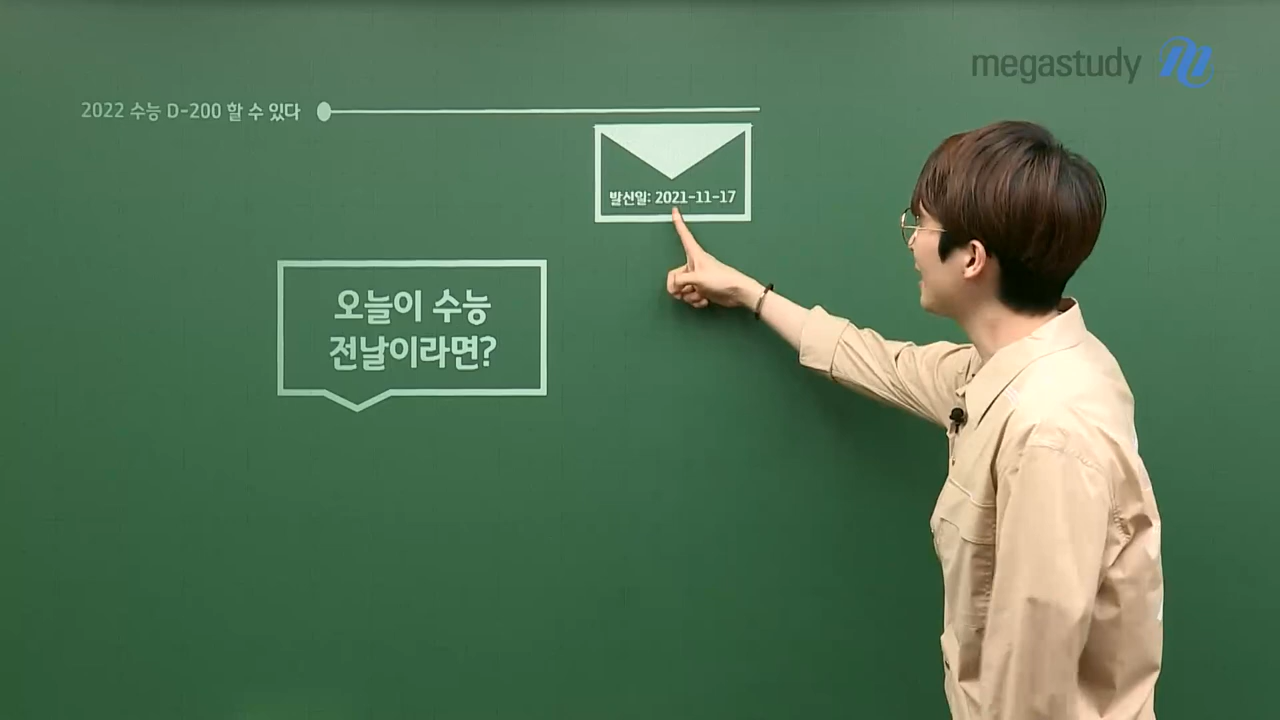 megastudy
2022 수능 D-200 할 수 있다
발신일: 2021-11-17
오늘이 수능
전날이라면?